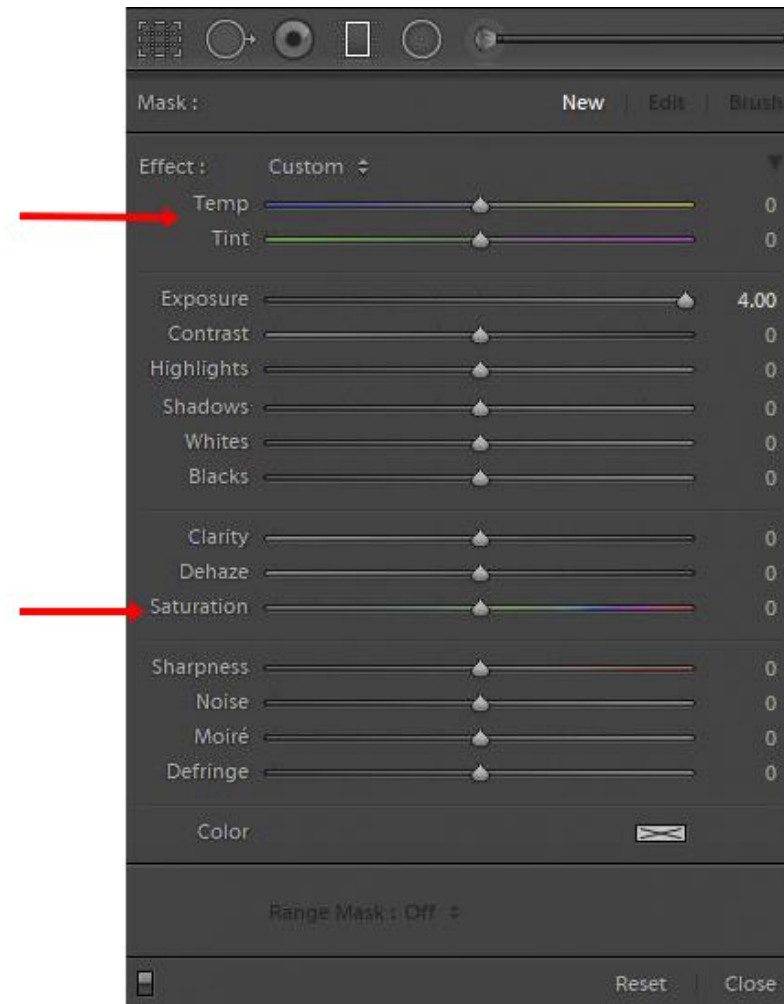 Mask : New | Edit | Brush
Effect : Custom
Temp 0
Tint 0
Exposure 4.00
Contrast 0
Highlights 0
Shadows 0
Whites 0
Blacks 0
Clarity 0
Dehaze 0
Saturation 0
Sharpness 0
Noise 0
Moiré 0
Defringe 0
Color
Range Mask : Off
Reset | Close